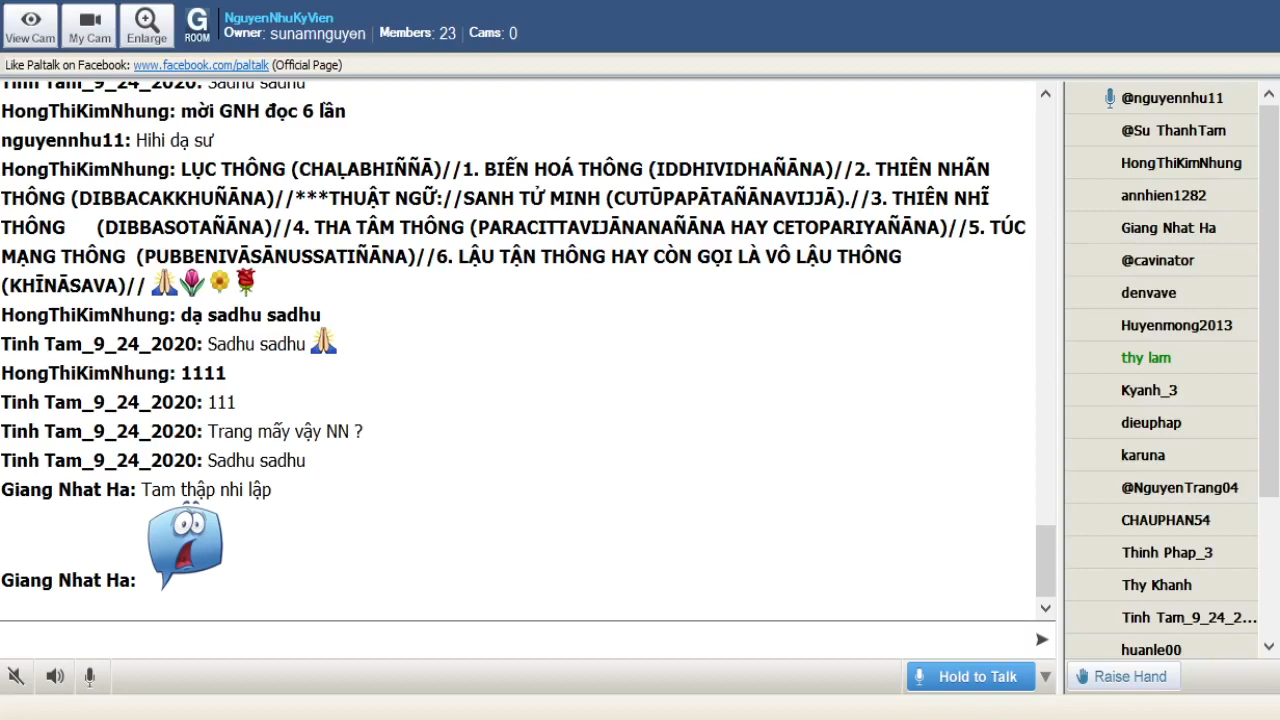 View Cam
My Cam
Enlarge
G
ROOM
NguyenNhuKyVien
Owner: sunamnguyen | Members: 23 | Cams: 0
Like Paltalk on Facebook: www.facebook.com/paltalk (Official Page)
Tinh Tam_9_24_2020: Sadhu sadhu
HongThiKimNhung: mời GNH đọc 6 lần
nguyennhu11: Hihi dạ sư
HongThiKimNhung: LỤC THÔNG (CHAḶABHIÑÑĀ)//1. BIẾN HOÁ THÔNG (IDDHIVIDHAÑĀNA)//2. THIÊN NHÃN
THÔNG (DIBBACAKKHUÑĀNA)//***THUẬT NGỮ://SANH TỬ MINH (CUTŪPAPĀTAÑĀNAVIJJĀ).//3. THIÊN NHĨ
THÔNG (DIBBASOTAÑĀNA)//4. THA TÂM THÔNG (PARACITTAVIJĀNANAÑĀNA HAY CETOPARIYAÑĀNA)//5. TÚC
MẠNG THÔNG (PUBBENIVĀSĀNUSSATIÑĀNA)//6. LẬU TẬN THÔNG HAY CÒN GỌI LÀ VÔ LẬU THÔNG
(KHĪNĀSAVA)//
HongThiKimNhung: dạ sadhu sadhu
Tinh Tam_9_24_2020: Sadhu sadhu
HongThiKimNhung: 1111
Tinh Tam_9_24_2020: 111
Tinh Tam_9_24_2020: Trang mấy vậy NN ?
Tinh Tam_9_24_2020: Sadhu sadhu
Giang Nhat Ha: Tam thập nhi lập
Giang Nhat Ha:
@nguyennhu11
@Su ThanhTam
HongThiKimNhung
annhien1282
Giang Nhat Ha
@cavinator
denvave
Huyenmong2013
thy lam
Kyanh_3
dieuphap
karuna
@NguyenTrang04
CHAUPHAN54
Thinh Phap_3
Thy Khanh
Tinh Tam_9_24_2...
huanle00
Hold to Talk
Raise Hand